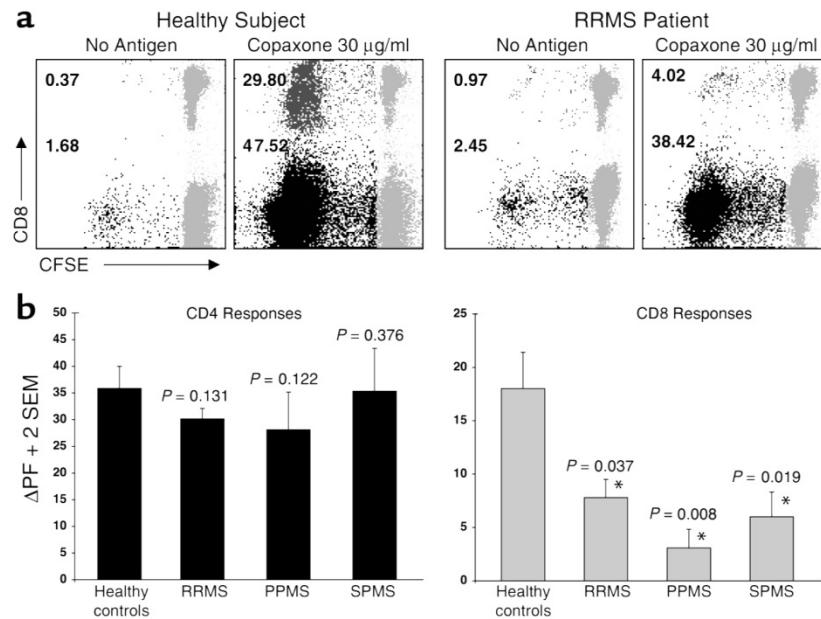 a
Healthy Subject
RRMS Patient
No Antigen
Copaxone 30 μg/ml
No Antigen
Copaxone 30 μg/ml
0.37
1.68
29.80
47.52
0.97
2.45
4.02
38.42
CD8
CFSE
b
CD4 Responses
ΔPF + 2 SEM
50
45
40
35
30
25
20
15
10
5
0
P = 0.131
P = 0.122
P = 0.376
Healthy controls
RRMS
PPMS
SPMS
CD8 Responses
25
20
15
10
5
0
P = 0.037
*
P = 0.008
*
P = 0.019
*
Healthy controls
RRMS
PPMS
SPMS